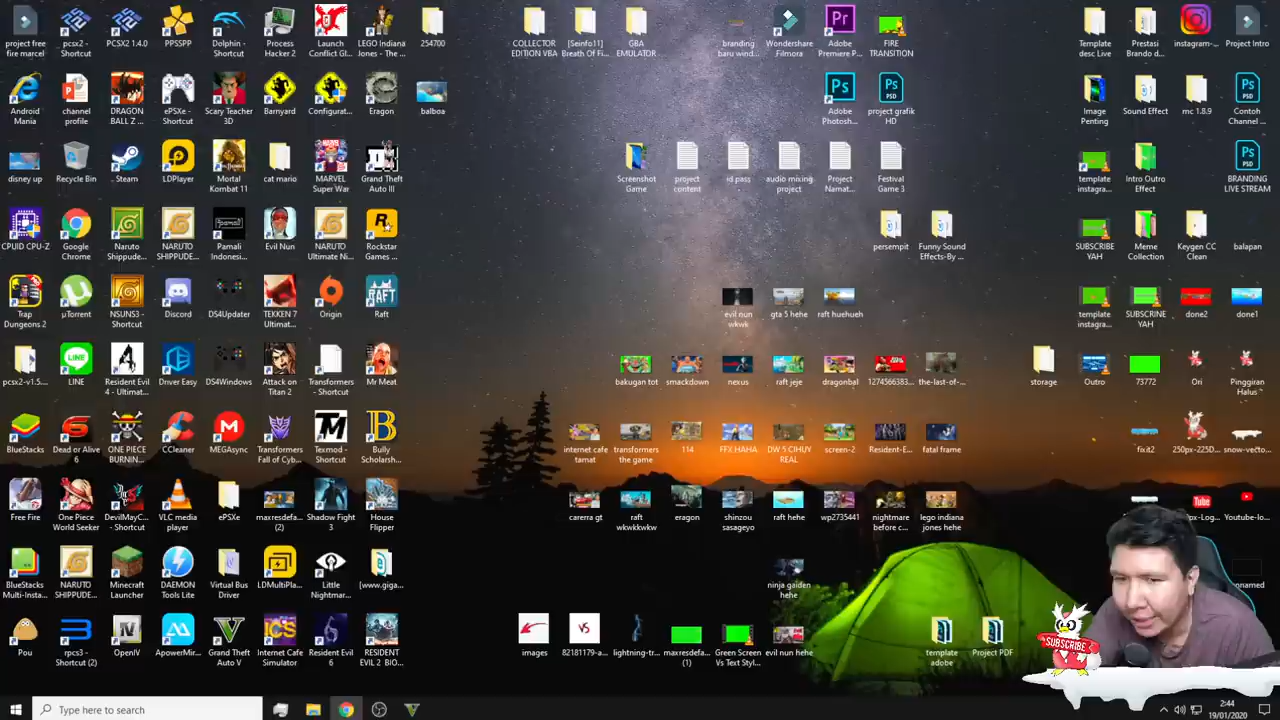 project free
fire marcel
pcsx2 -
Shortcut
PCSX2 1.4.0
PPSSPP
Dolphin -
Shortcut
Process
Hacker 2
Launch
Conflict Gl...
LEGO Indiana
Jones - The...
254700
COLLECTOR
EDITION VBA
[Seinfo11]
Breath Of Fi...
GBA
EMULATOR
branding
baru wind...
Wondershare
Filmora
Adobe
Premiere P...
FIRE
TRANSITION
Template
desc Live
Prestasi
Brando d...
instagram-...
Project Intro
Android
Mania
channel
profile
DRAGON
BALL Z ...
ePSXe -
Shortcut
Scary Teacher
3D
Barnyard
Configurat...
Eragon
balboa
Adobe
Photosh...
project grafik
HD
Image
Penting
Sound Effect
mc 1.8.9
Contoh
Channel ...
disney up
Recycle Bin
Steam
LDPlayer
Mortal
Kombat 11
cat mario
MARVEL
Super War
Grand Theft
Auto III
Screenshot
Game
project
content
id pass
audio mixing
project
Project
Namat...
Festival
Game 3
template
instagra...
Intro Outro
Effect
BRANDING
LIVE STREAM
CPUID CPU-Z
Google
Chrome
Naruto
Shippude...
NARUTO
SHIPPUDE...
Pamali
Indonesi...
Evil Nun
NARUTO
Ultimate Ni...
Rockstar
Games ...
persempit
Funny Sound
Effects-By ...
SUBSCRIBE
YAH
Meme
Collection
Keygen CC
Clean
balapan
Trap
Dungeons 2
µTorrent
NSUNS3 -
Shortcut
Discord
DS4Updater
TEKKEN 7
Ultimat...
Origin
Raft
evil nun
wkwk
gta 5 hehe
raft huehueh
template
instagra...
SUBSCRINE
YAH
done2
done1
pcsx2-v1.5...
LINE
Resident Evil
4 - Ultimat...
Driver Easy
DS4Windows
Attack on
Titan 2
Transformers
- Shortcut
Mr Meat
bakugan tot
smackdown
nexus
raft jeje
dragonbal
1274566383...
the-last-of-...
storage
Outro
73772
Ori
Pinggiran
Halus
BlueStacks
Dead or Alive
6
ONE PIECE
BURNIN...
CCleaner
MEGAsync
Transformers
Fall of Cyb...
Texmod -
Shortcut
Bully
Scholarsh...
internet cafe
tamat
transformers
the game
114
FFX HAHA
DW 5 CIHUY
REAL
screen-2
Resident-E...
fatal frame
fixit2
250px-225D...
snow-vecto...
Free Fire
One Piece
World Seeker
DevilMayC...
- Shortcut
VLC media
player
ePSXe
maxresdefa...
(2)
Shadow Fight
3
House
Flipper
carerra gt
raft
wkwkkwkw
eragon
shinzou
sasageyo
raft hehe
wp2735441
nightmare
before c...
lego indiana
jones hehe
Youtube-lo...
BlueStacks
Multi-Insta...
NARUTO
SHIPPUDE...
Minecraft
Launcher
DAEMON
Tools Lite
Virtual Bus
Driver
LDMultiPla...
Little
Nightmar...
[www.giga...
ninja gaiden
hehe
Pou
rpcs3 -
Shortcut (2)
OpenIV
ApowerMir...
Grand Theft
Auto V
Internet Cafe
Simulator
Resident Evil
6
RESIDENT
EVIL 2 BIO...
images
82181179-a...
lightning-tr...
maxresdefa...
(1)
Green Screen
Vs Text Styl...
evil nun hehe
template
adobe
Project PDF
SUBSCRIBE
Type here to search
2:44
19/01/2020